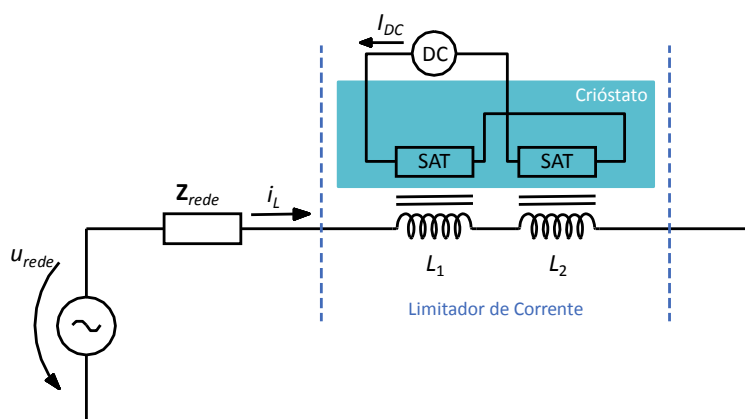 I_DC
DC
Crióstato
SAT
SAT
Z_rede
i_L
u_rede
L_1
L_2
Limitador de Corrente